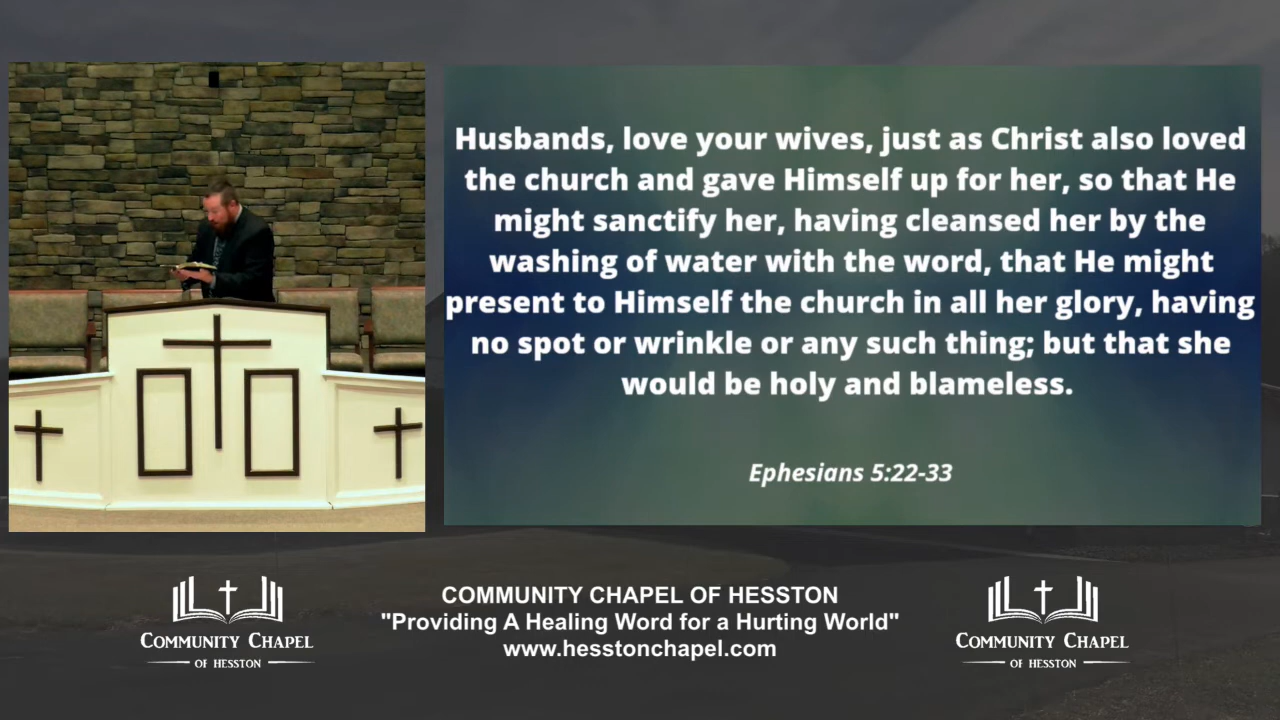 Husbands, love your wives, just as Christ also loved
the church and gave Himself up for her, so that He
might sanctify her, having cleansed her by the
washing of water with the word, that He might
present to Himself the church in all her glory, having
no spot or wrinkle or any such thing; but that she
would be holy and blameless.
Ephesians 5:22-33
COMMUNITY CHAPEL
OF HESSTON
COMMUNITY CHAPEL OF HESSTON
"Providing A Healing Word for a Hurting World"
www.hesstonchapel.com
COMMUNITY CHAPEL
OF HESSTON